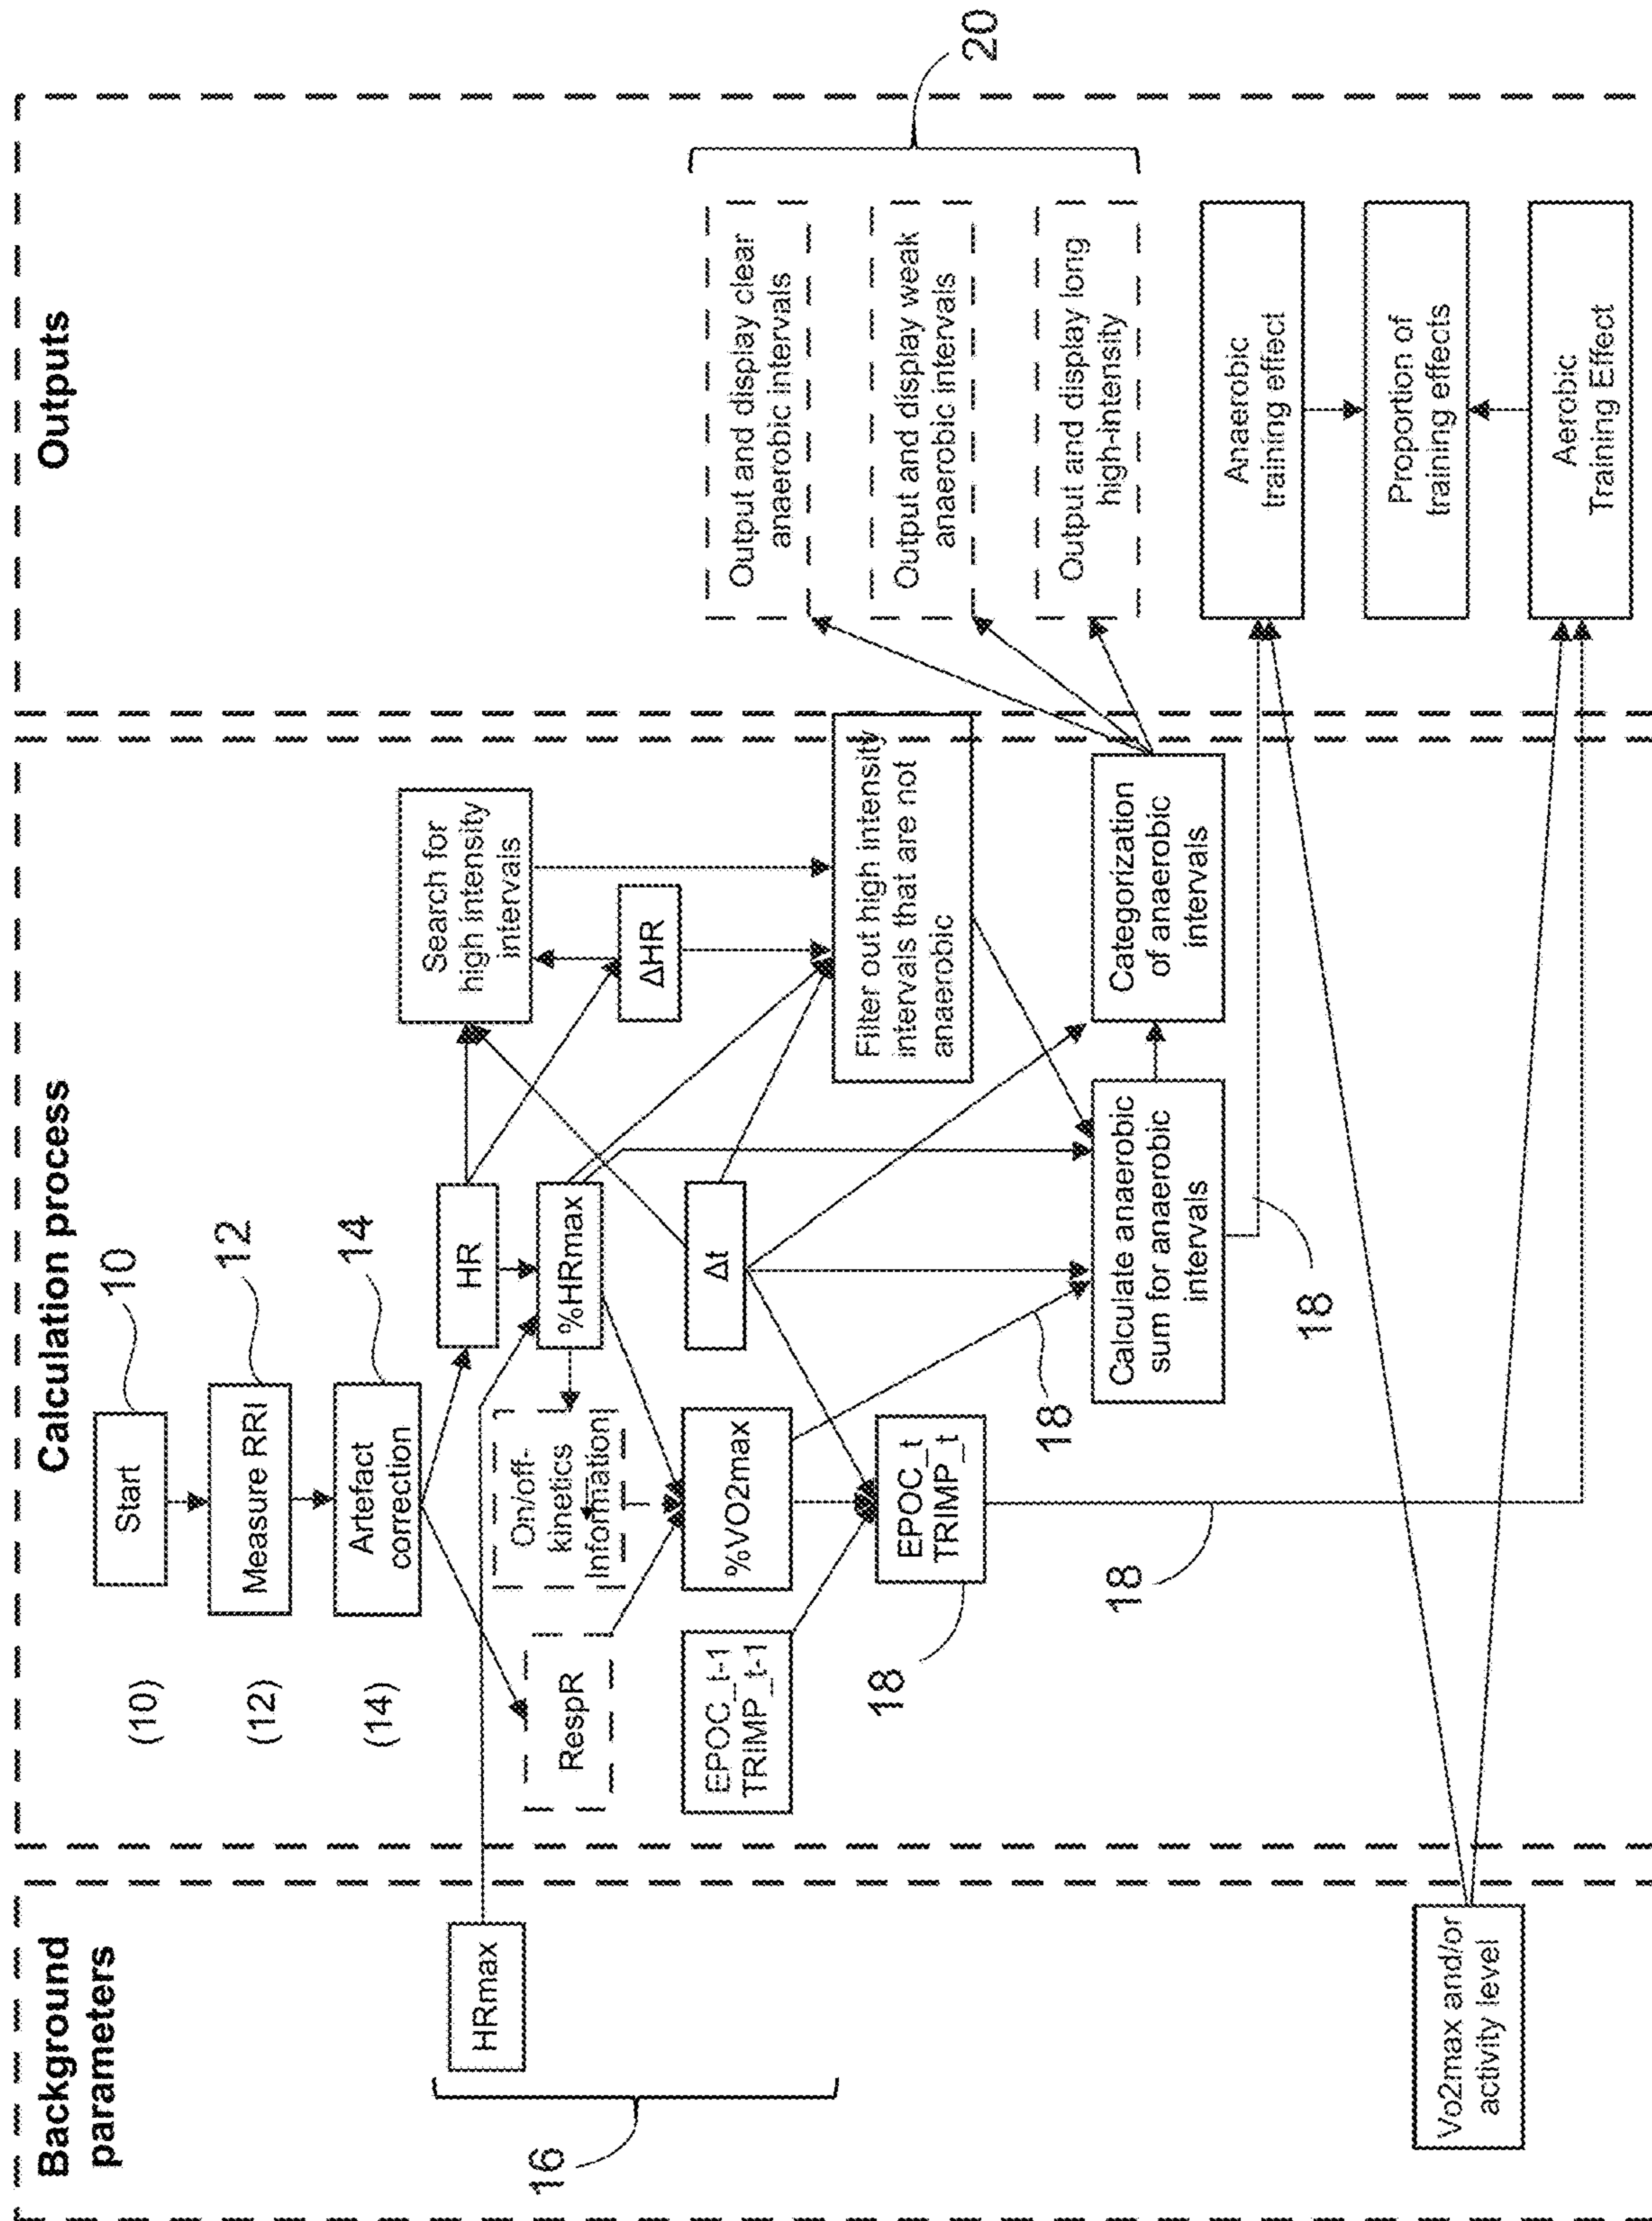 Background
parameters
HRmax
16
Vo2max and/or
activity level
Calculation process
(10)
Start
10
(12)
Measure RRI
12
(14)
Artefact
correction
14
HR
Search for
high intensity
intervals
RespR
On/off-
kinetics
Information
%HRmax
ΔHR
EPOC_t-1
TRIMP_t-1
%VO2max
Δt
Filter out high intensity
intervals that are not
anaerobic
18
EPOC_t
TRIMP_t
18
18
Calculate anaerobic
sum for anaerobic
intervals
18
Categorization
of anaerobic
intervals
Outputs
20
Output and display clear
anaerobic intervals
Output and display weak
anaerobic intervals
Output and display long
high-intensity
Anaerobic
training effect
Proportion of
training effects
Aerobic
Training Effect